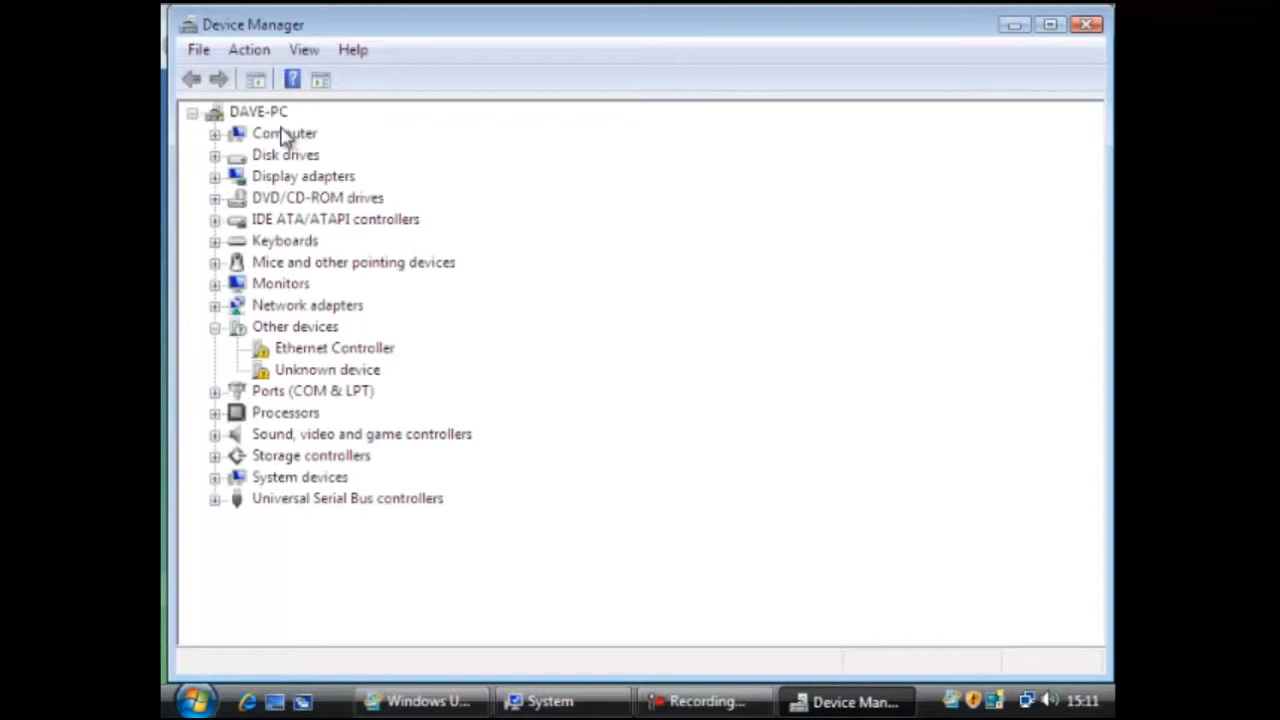 Device Manager
File Action View Help
DAVE-PC
Computer
Disk drives
Display adapters
DVD/CD-ROM drives
IDE ATA/ATAPI controllers
Keyboards
Mice and other pointing devices
Monitors
Network adapters
Other devices
Ethernet Controller
Unknown device
Ports (COM & LPT)
Processors
Sound, video and game controllers
Storage controllers
System devices
Universal Serial Bus controllers
Windows U... System Recording... Device Man... 15:11